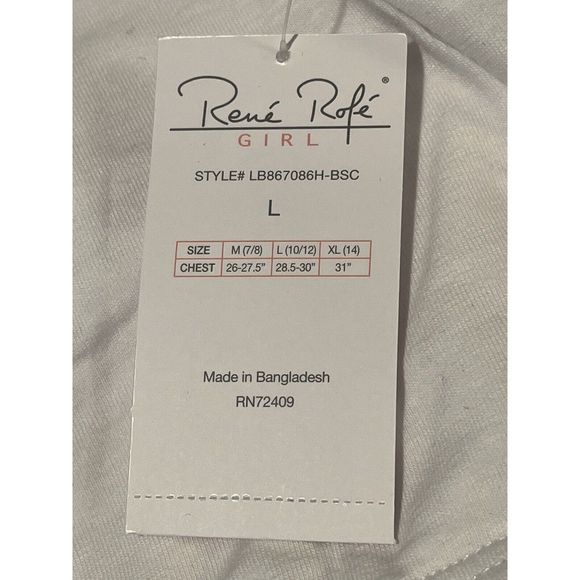 René Rofé®
GIRL
STYLE# LB867086H-BSC
L
SIZE M (7/8) L (10/12) XL (14)
CHEST 26-27.5" 28.5-30" 31"
Made in Bangladesh
RN72409